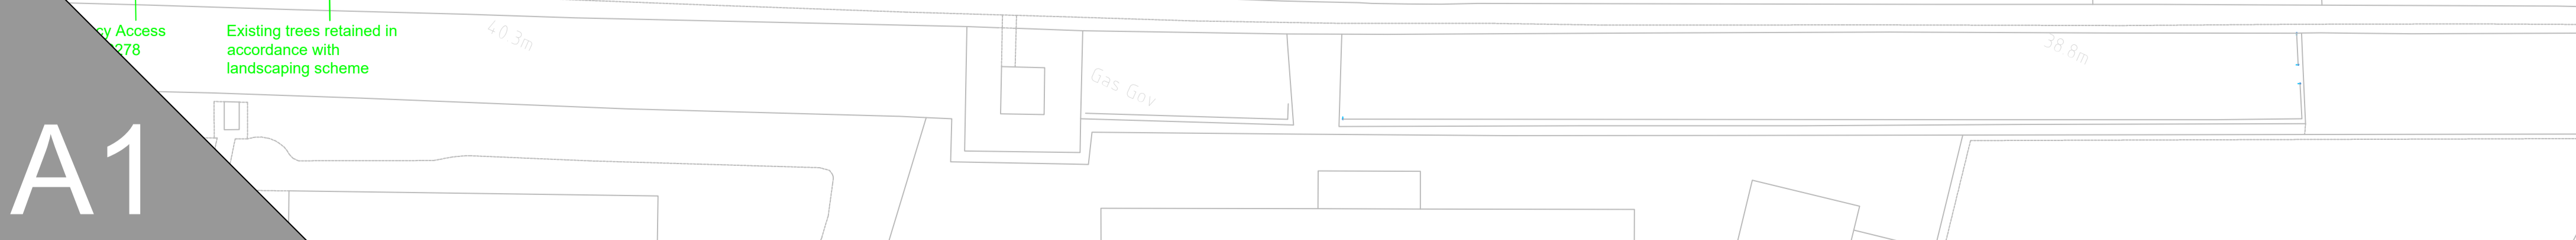 cy Access
278
Existing trees retained in
accordance with
landscaping scheme
40.3m
Gas Gov
38.8m
A1